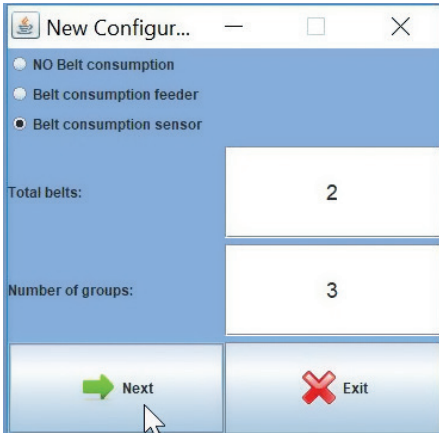 New Configur...
NO Belt consumption
Belt consumption feeder
Belt consumption sensor
Total belts: 2
Number of groups: 3
Next Exit